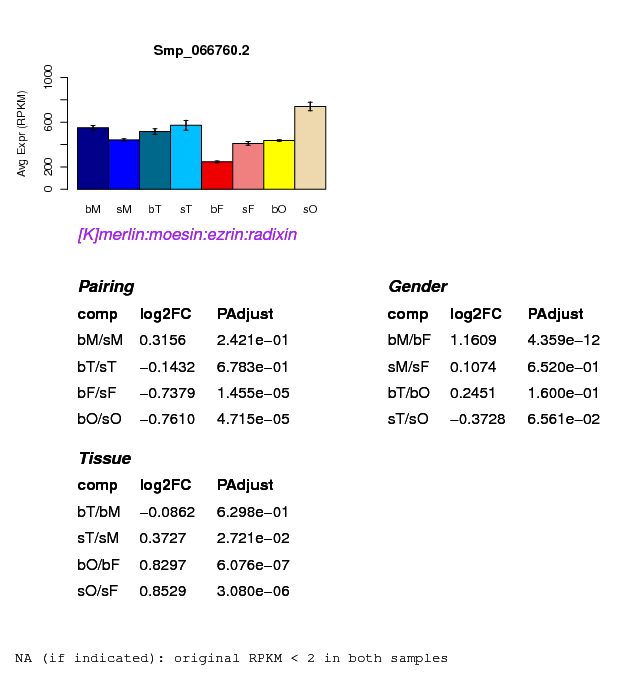 Smp_066760.2
Avg Expr (RPKM)
0 200 600 1000
bM sM bT sT bF sF bO sO
[K]merlin:moesin:ezrin:radixin
Pairing
comp log2FC PAdjust
bM/sM 0.3156 2.421e−01
bT/sT −0.1432 6.783e−01
bF/sF −0.7379 1.455e−05
bO/sO −0.7610 4.715e−05
Gender
comp log2FC PAdjust
bM/bF 1.1609 4.359e−12
sM/sF 0.1074 6.520e−01
bT/bO 0.2451 1.600e−01
sT/sO −0.3728 6.561e−02
Tissue
comp log2FC PAdjust
bT/bM −0.0862 6.298e−01
sT/sM 0.3727 2.721e−02
bO/bF 0.8297 6.076e−07
sO/sF 0.8529 3.080e−06
NA (if indicated): original RPKM < 2 in both samples